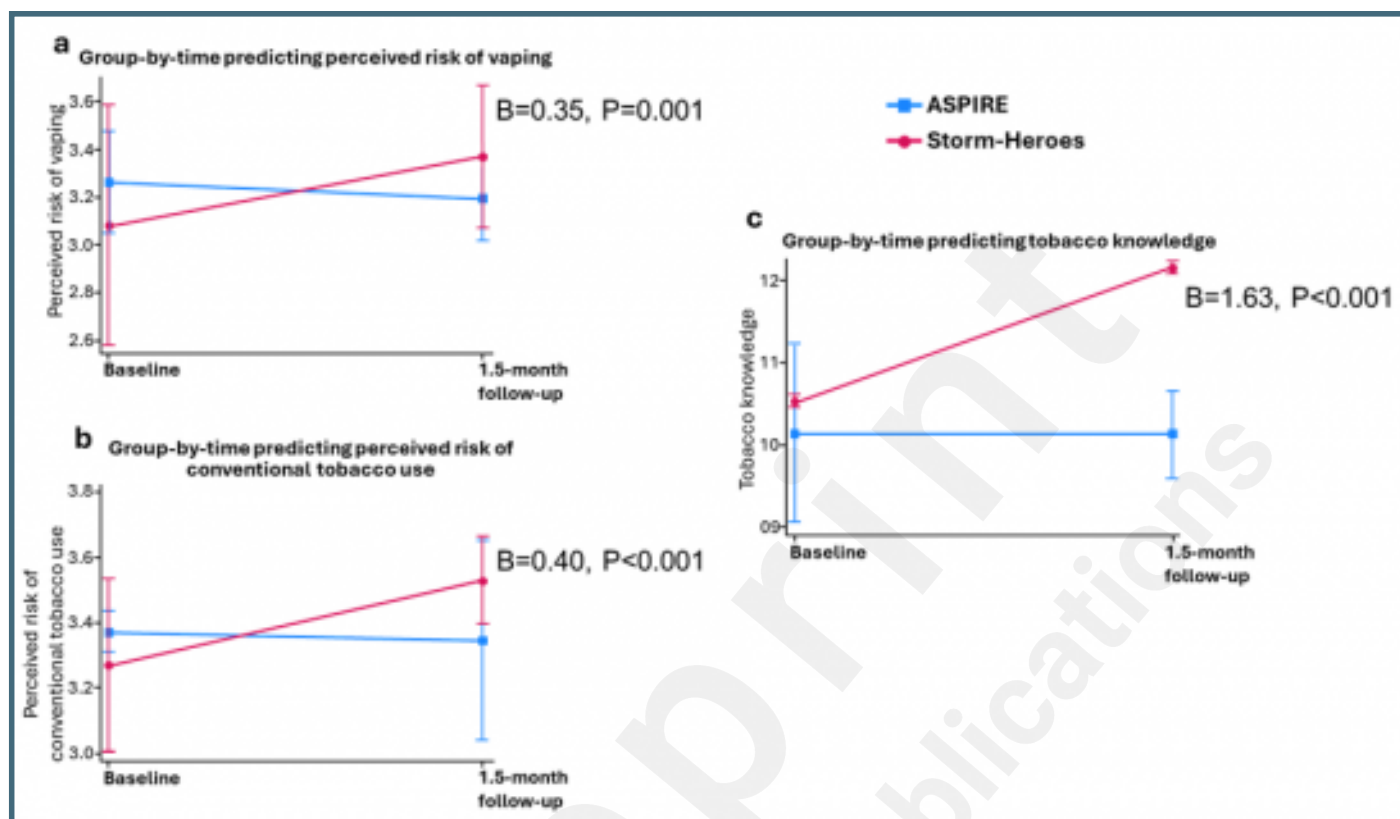 a
Group-by-time predicting perceived risk of vaping
Perceived risk of vaping
3.6
3.4
3.2
3.0
2.8
2.6
B=0.35, P=0.001
Baseline
1.5-month
follow-up
ASPIRE
Storm-Heroes
b
Group-by-time predicting perceived risk of
conventional tobacco use
Perceived risk of
conventional tobacco use
3.8
3.6
3.4
3.2
3.0
B=0.40, P<0.001
Baseline
1.5-month
follow-up
c
Group-by-time predicting tobacco knowledge
Tobacco knowledge
12
11
10
09
B=1.63, P<0.001
Baseline
1.5-month
follow-up
print
blications